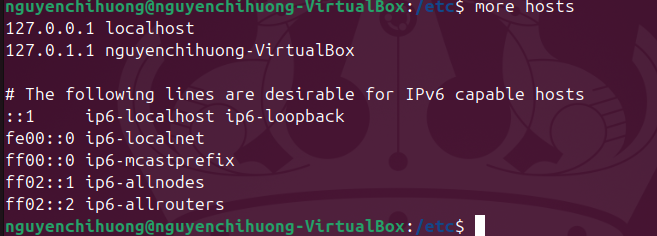 nguyenchihuong@nguyenchihuong-VirtualBox:/etc$ more hosts
127.0.0.1 localhost
127.0.1.1 nguyenchihuong-VirtualBox
# The following lines are desirable for IPv6 capable hosts
::1     ip6-localhost ip6-loopback
fe00::0 ip6-localnet
ff00::0 ip6-mcastprefix
ff02::1 ip6-allnodes
ff02::2 ip6-allrouters
nguyenchihuong@nguyenchihuong-VirtualBox:/etc$